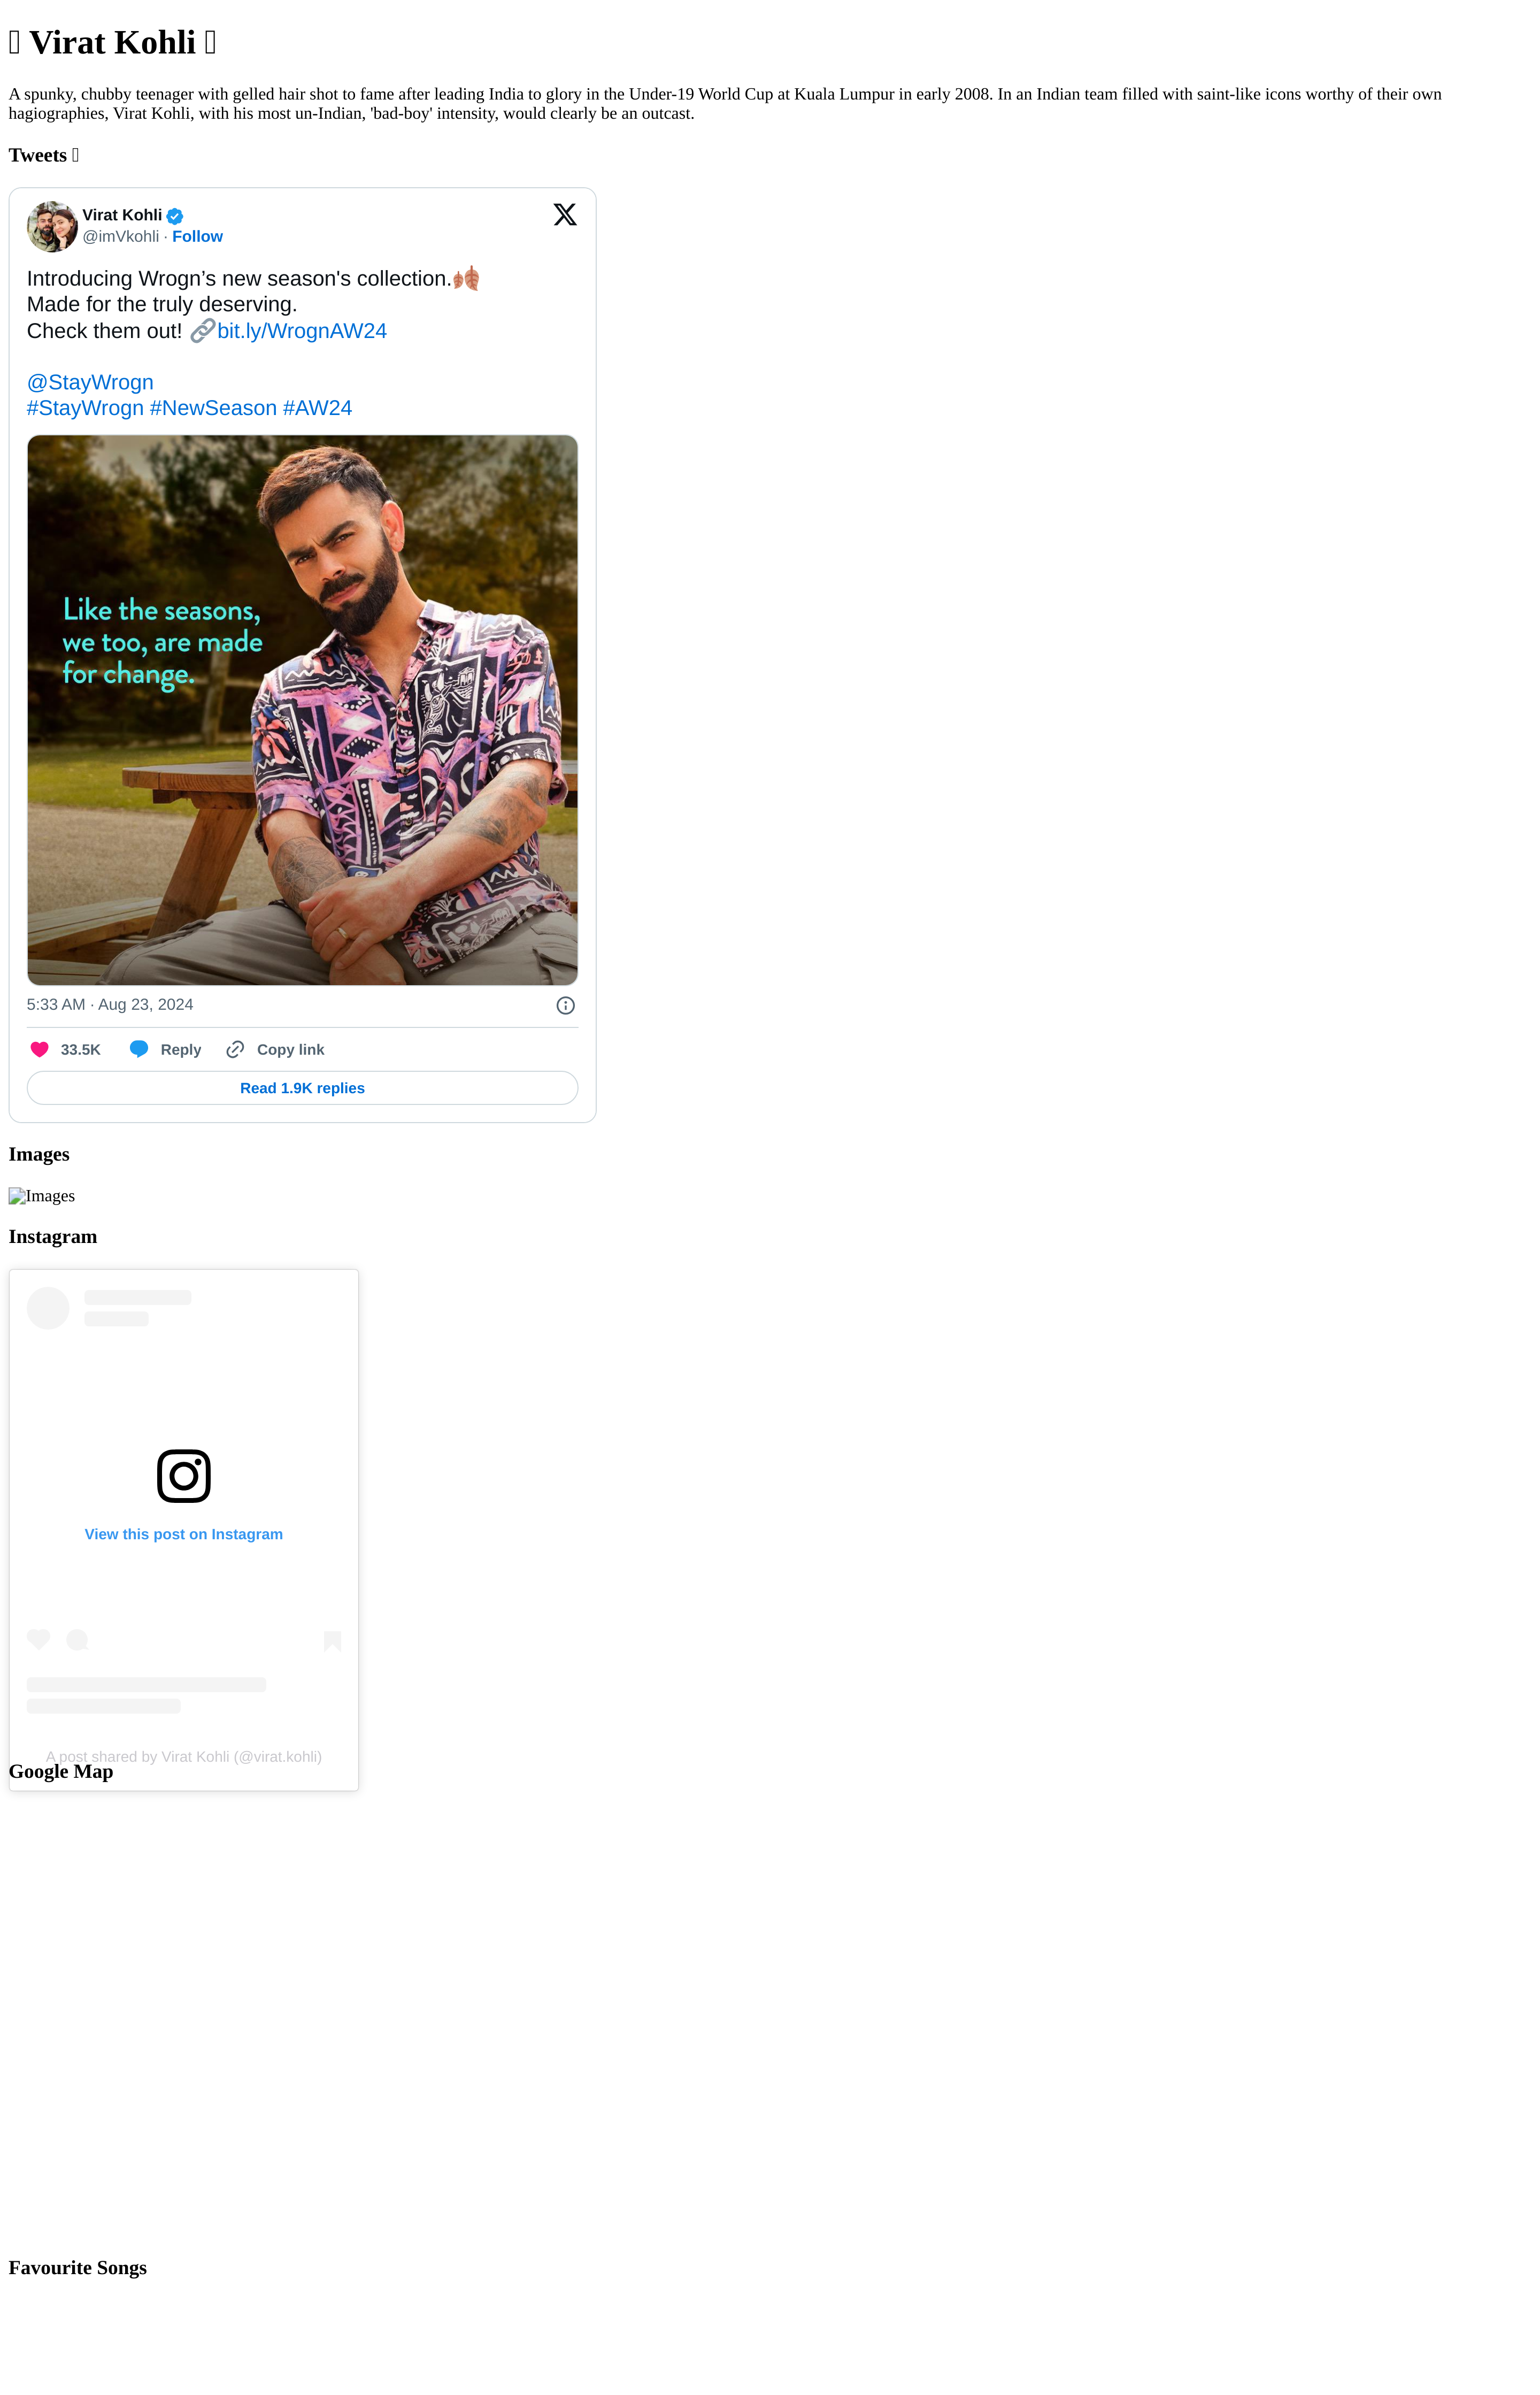 Virat Kohli
A spunky, chubby teenager with gelled hair shot to fame after leading India to glory in the Under-19 World Cup at Kuala Lumpur in early 2008. In an Indian team filled with saint-like icons worthy of their own
hagiographies, Virat Kohli, with his most un-Indian, 'bad-boy' intensity, would clearly be an outcast.
Tweets
Virat Kohli
@imVkohli · Follow
Introducing Wrogn’s new season's collection.🍂
Made for the truly deserving.
Check them out! 🔗bit.ly/WrognAW24
@StayWrogn
#StayWrogn #NewSeason #AW24
Like the seasons,
we too, are made
for change.
5:33 AM · Aug 23, 2024
33.5K Reply Copy link
Read 1.9K replies
Images
Images
Instagram
View this post on Instagram
A post shared by Virat Kohli (@virat.kohli)
Google Map
Favourite Songs